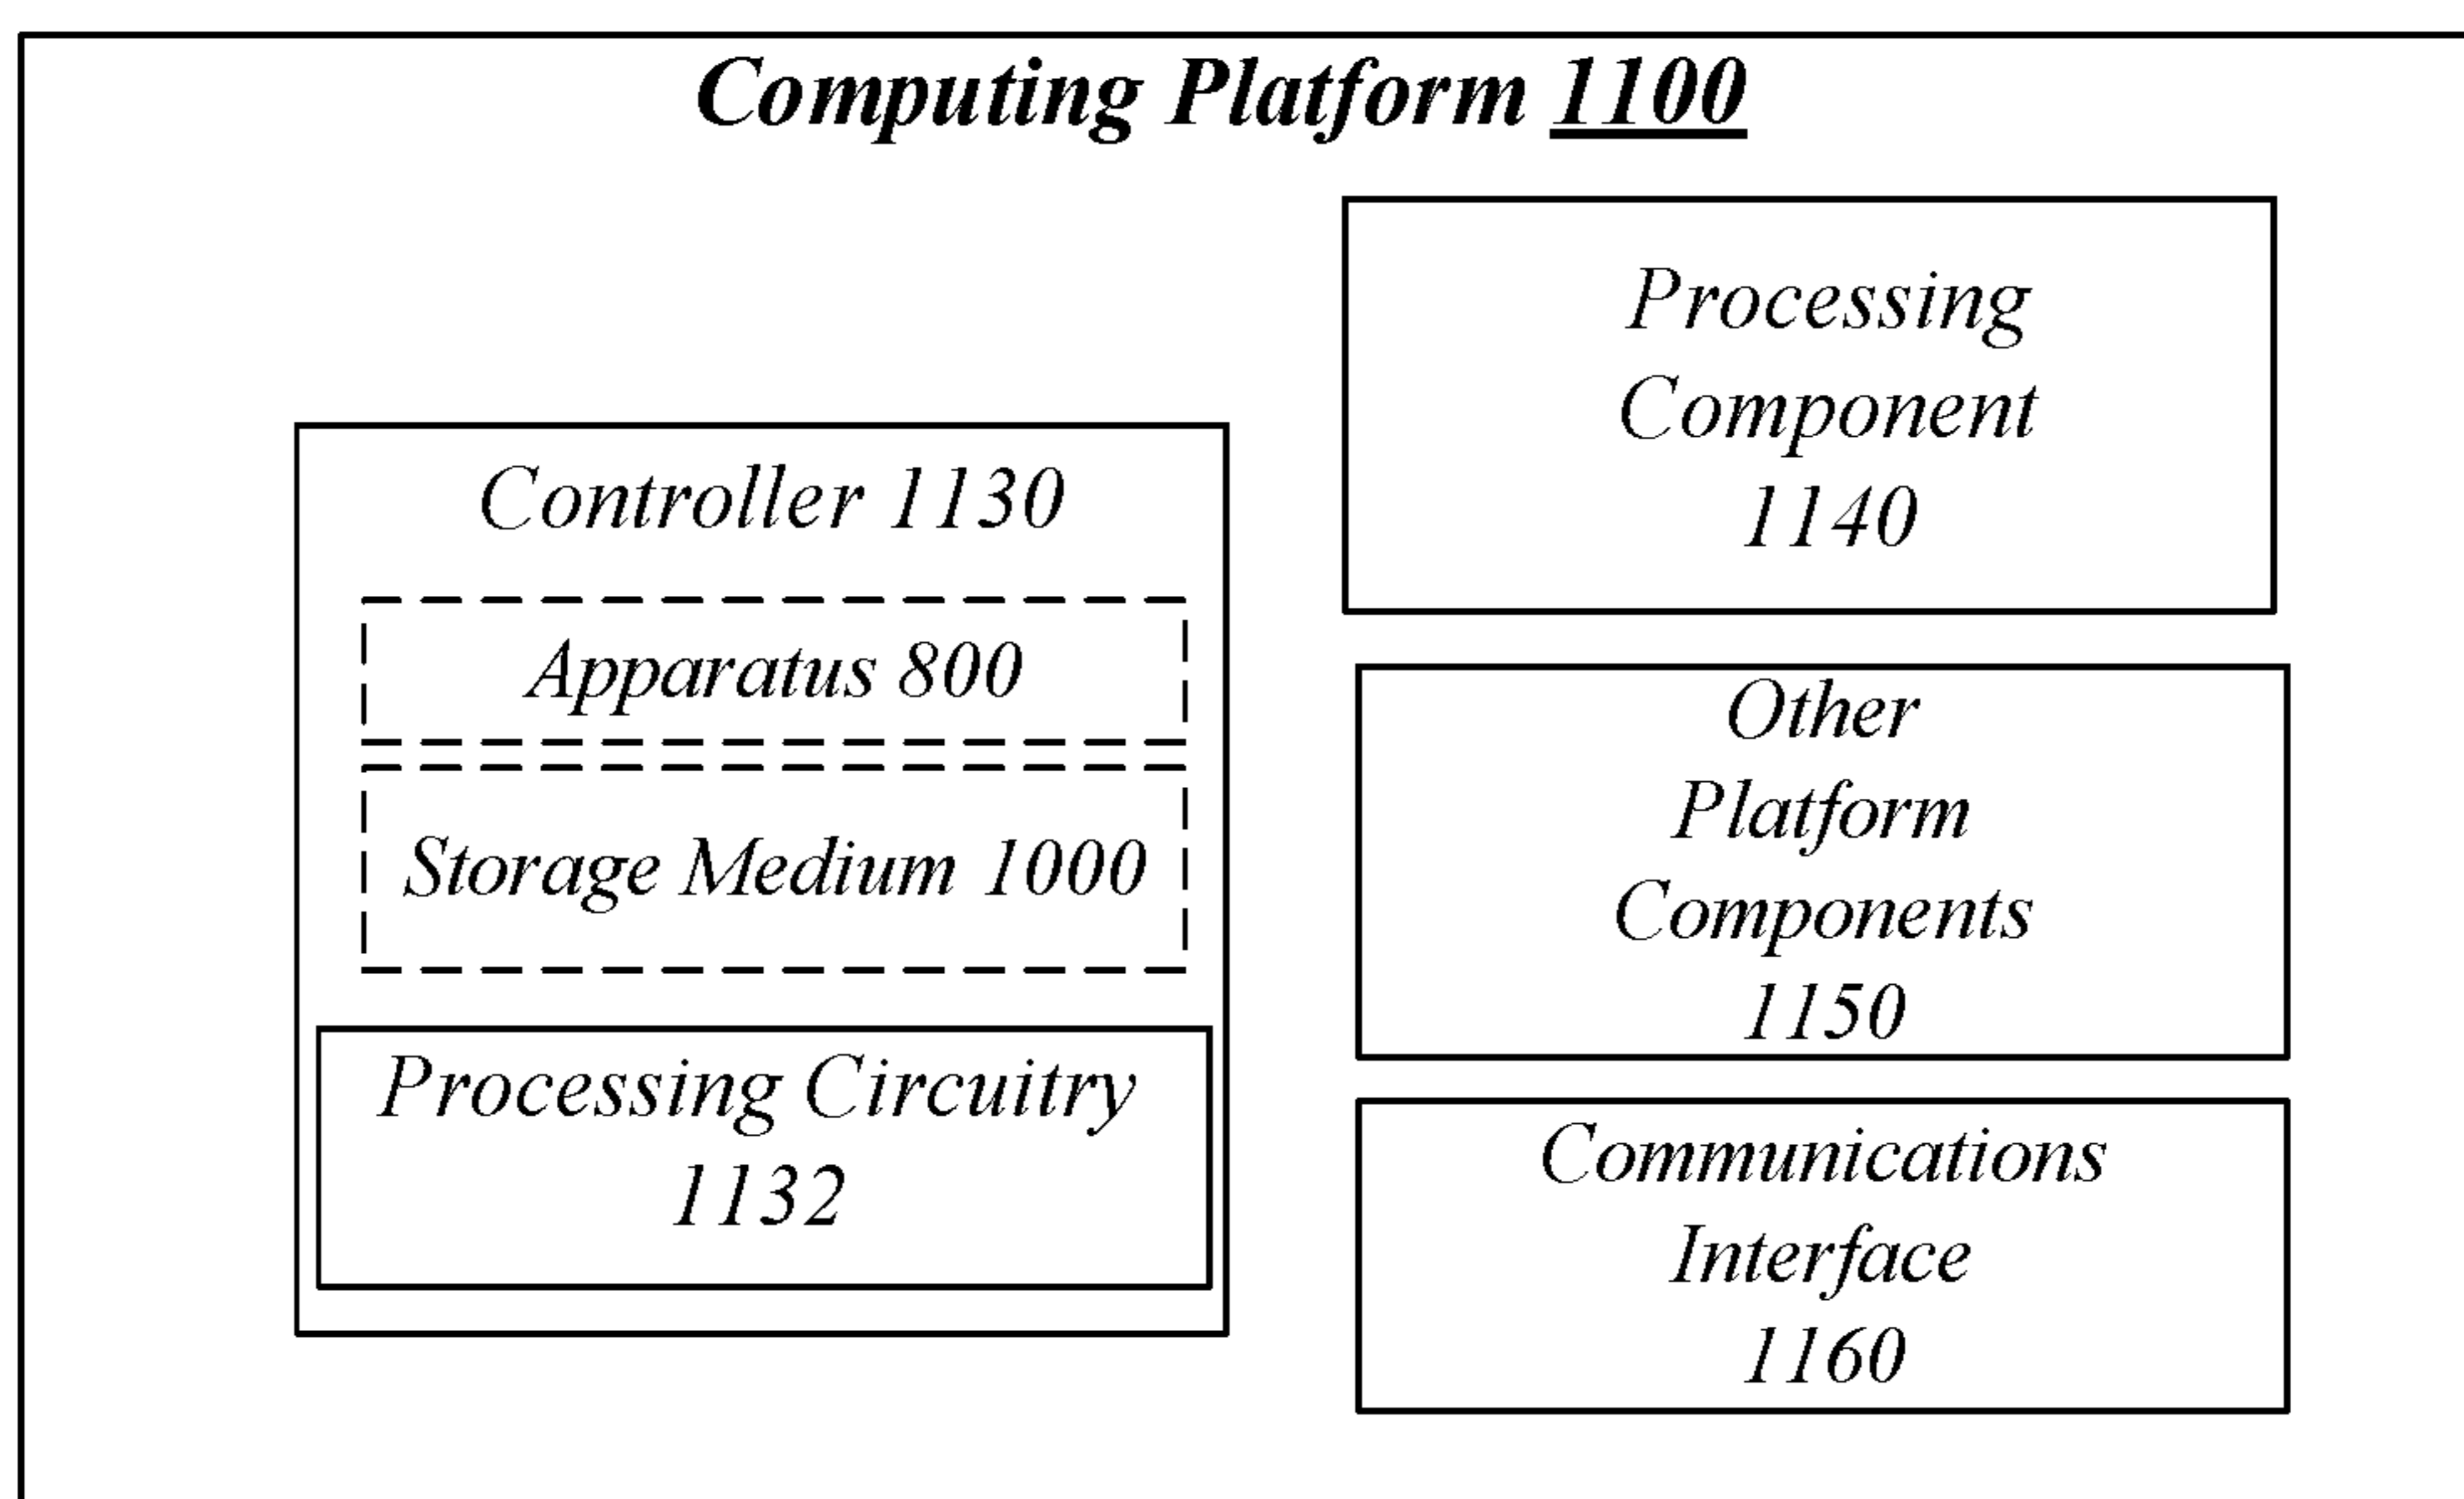 Computing Platform 1100
Controller 1130
Apparatus 800
Storage Medium 1000
Processing Circuitry
1132
Processing
Component
1140
Other
Platform
Components
1150
Communications
Interface
1160